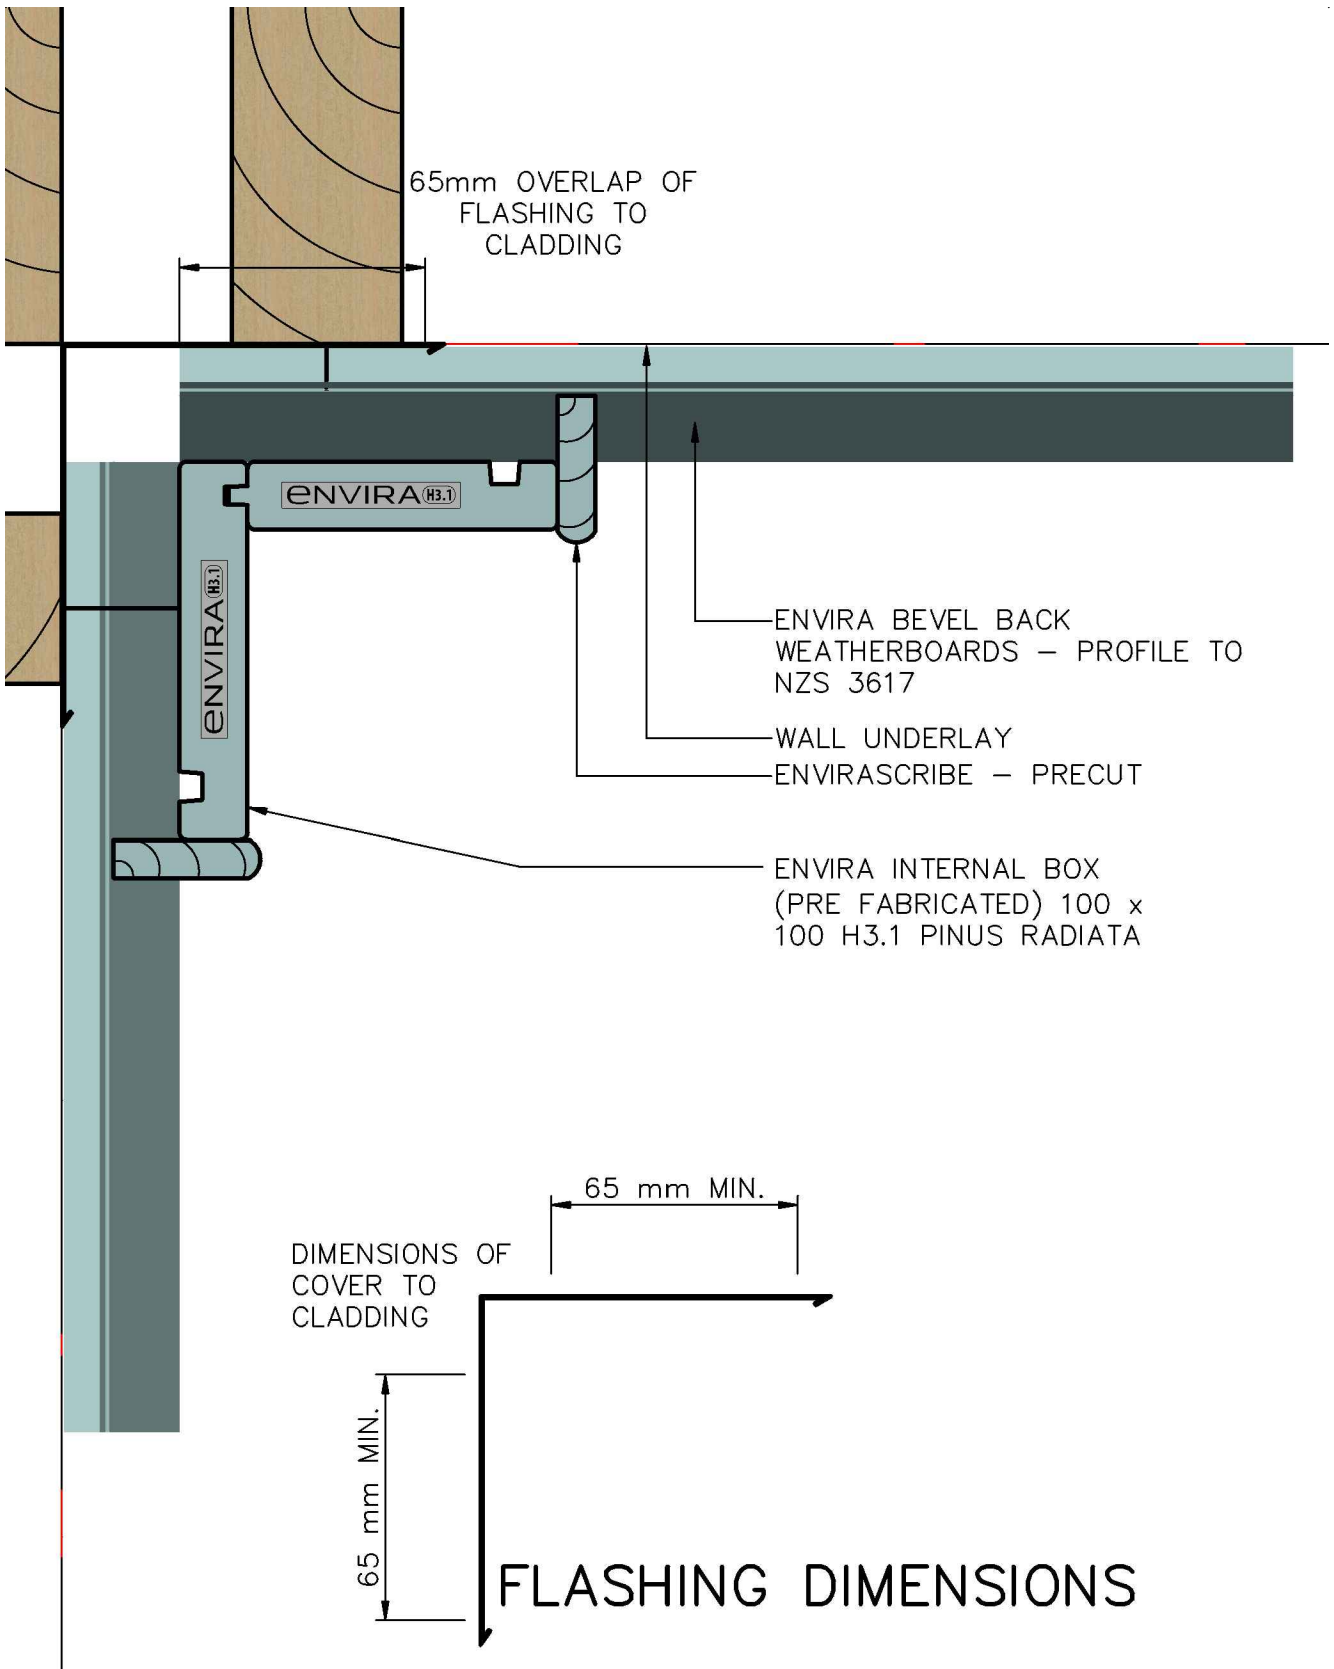 65mm OVERLAP OF
FLASHING TO
CLADDING
eNVIRA H3.1
eNVIRA H3.1
ENVIRA BEVEL BACK
WEATHERBOARDS – PROFILE TO
NZS 3617
WALL UNDERLAY
ENVIRASCRIBE – PRECUT
ENVIRA INTERNAL BOX
(PRE FABRICATED) 100 x
100 H3.1 PINUS RADIATA
65 mm MIN.
DIMENSIONS OF
COVER TO
CLADDING
65 mm MIN.
FLASHING DIMENSIONS